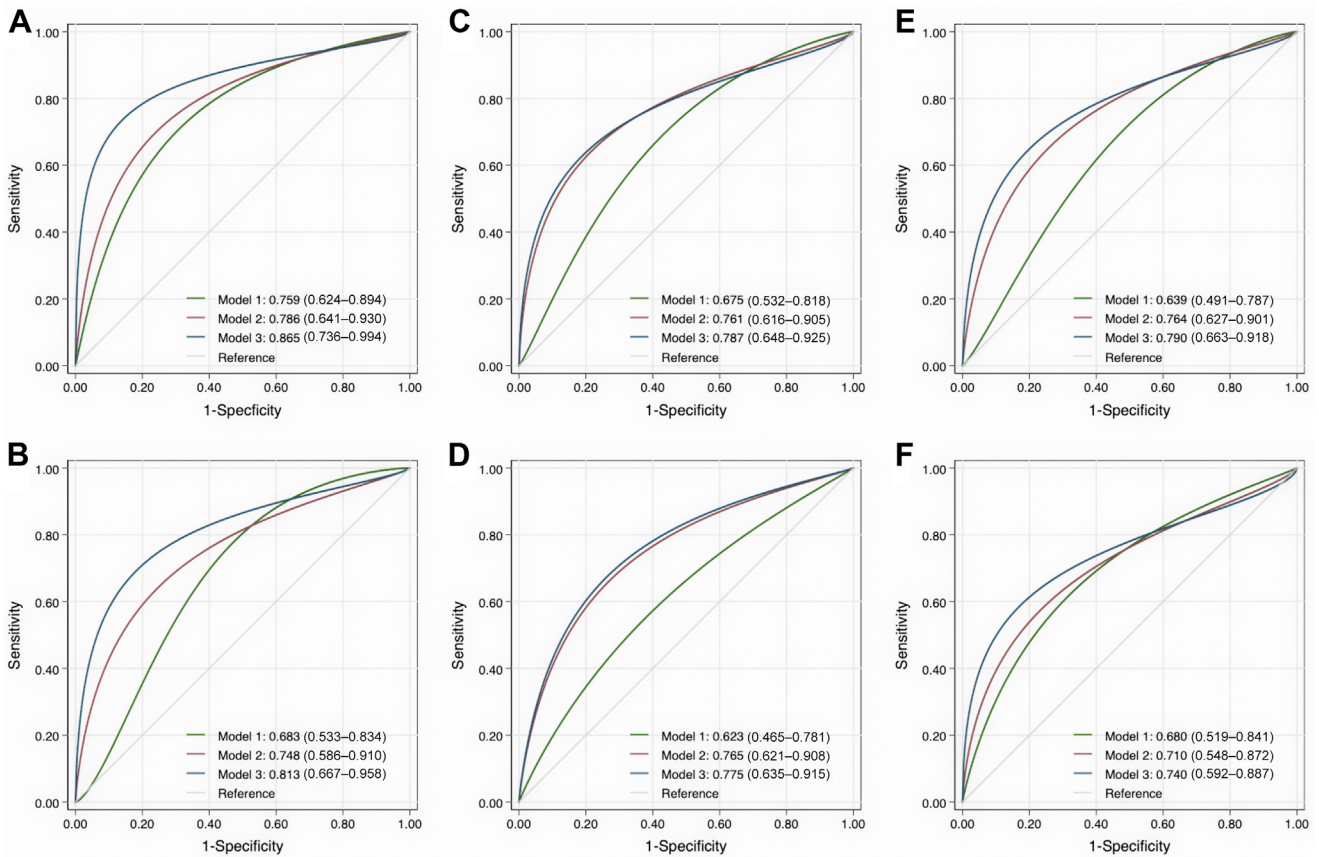 A
Sensitivity
1.00
0.80
0.60
0.40
0.20
0.00
Model 1: 0.759 (0.624–0.894)
Model 2: 0.786 (0.641–0.930)
Model 3: 0.865 (0.736–0.994)
Reference
0.00 0.20 0.40 0.60 0.80 1.00
1-Specificity
C
Sensitivity
1.00
0.80
0.60
0.40
0.20
0.00
Model 1: 0.675 (0.532–0.818)
Model 2: 0.761 (0.616–0.905)
Model 3: 0.787 (0.648–0.925)
Reference
0.00 0.20 0.40 0.60 0.80 1.00
1-Specificity
E
Sensitivity
1.00
0.80
0.60
0.40
0.20
0.00
Model 1: 0.639 (0.491–0.787)
Model 2: 0.764 (0.627–0.901)
Model 3: 0.790 (0.663–0.918)
Reference
0.00 0.20 0.40 0.60 0.80 1.00
1-Specificity
B
Sensitivity
1.00
0.80
0.60
0.40
0.20
0.00
Model 1: 0.683 (0.533–0.834)
Model 2: 0.748 (0.586–0.910)
Model 3: 0.813 (0.667–0.958)
Reference
0.00 0.20 0.40 0.60 0.80 1.00
1-Specificity
D
Sensitivity
1.00
0.80
0.60
0.40
0.20
0.00
Model 1: 0.623 (0.465–0.781)
Model 2: 0.765 (0.621–0.908)
Model 3: 0.775 (0.635–0.915)
Reference
0.00 0.20 0.40 0.60 0.80 1.00
1-Specificity
F
Sensitivity
1.00
0.80
0.60
0.40
0.20
0.00
Model 1: 0.680 (0.519–0.841)
Model 2: 0.710 (0.548–0.872)
Model 3: 0.740 (0.592–0.887)
Reference
0.00 0.20 0.40 0.60 0.80 1.00
1-Specificity